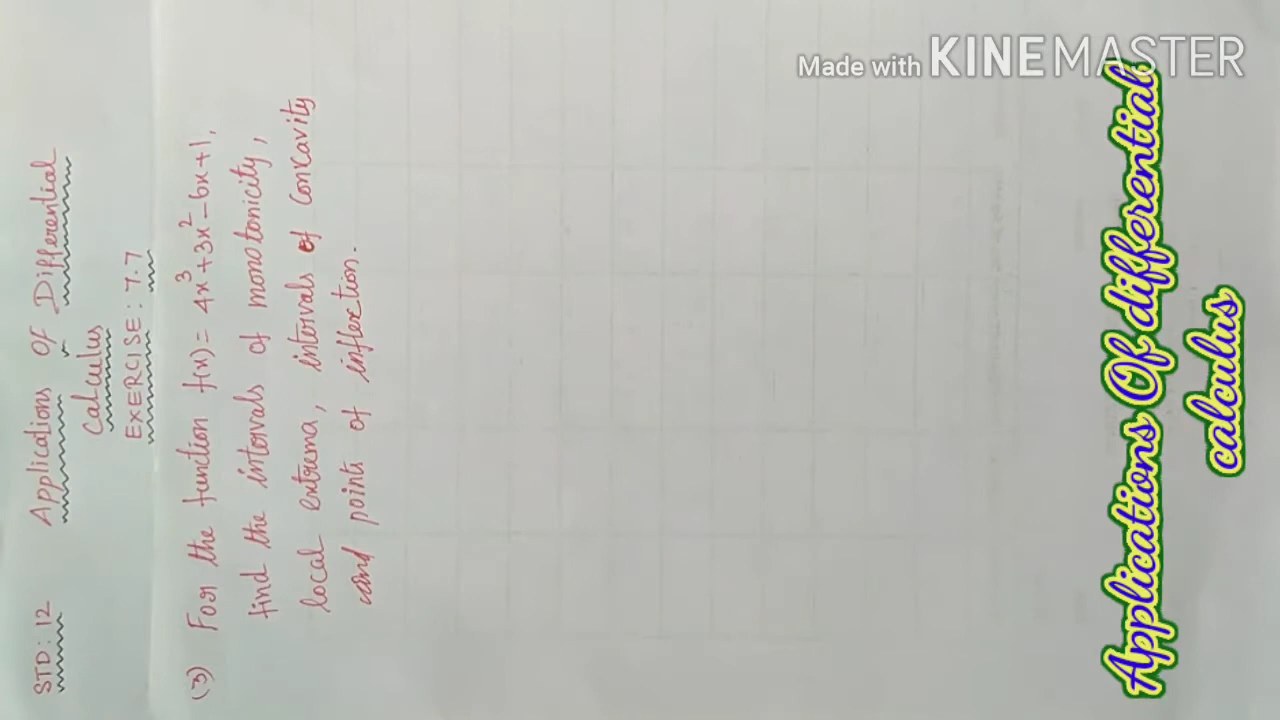 STD: 12 Applications Of Differential
Calculus
EXERCISE: 7.7
(3) For the function f(x) = 4x³+3x²-6x+1,
find the intervals of monotonicity,
local extrema, intervals of concavity
and points of inflection.
Made with KINEMASTER
Applications Of differential
calculus